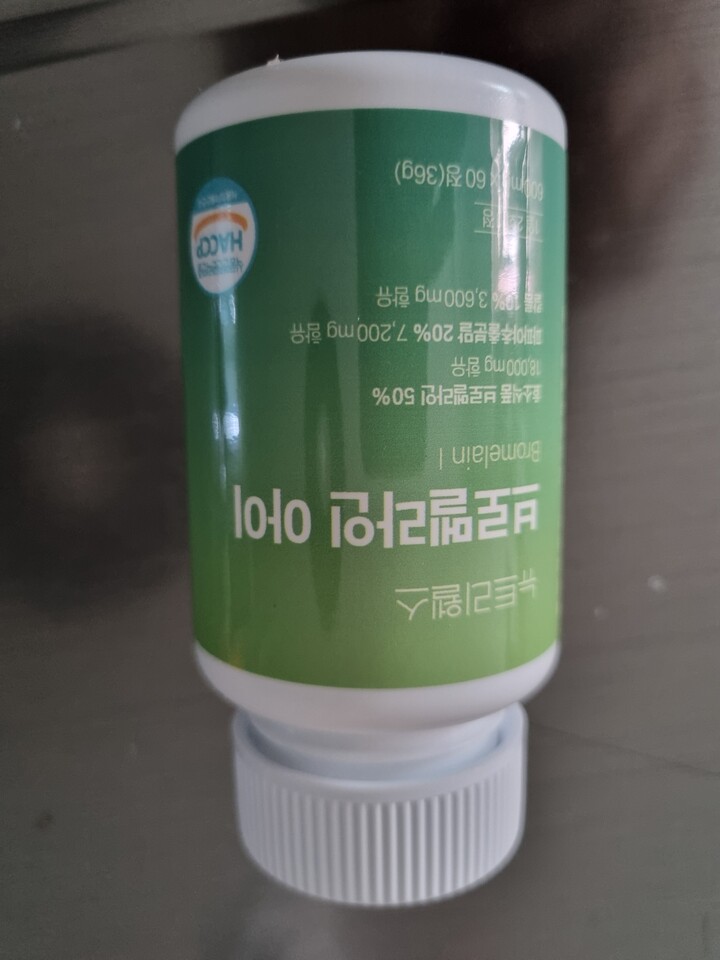 뉴트리웰스
브로멜라인 아이
Bromelain I
효소식품 브로멜라인 50%
18,000mg 함유
파파야추출분말 20% 7,200mg 함유
10% 3,600mg 함유
600mg X 60정(36g)
HACCP